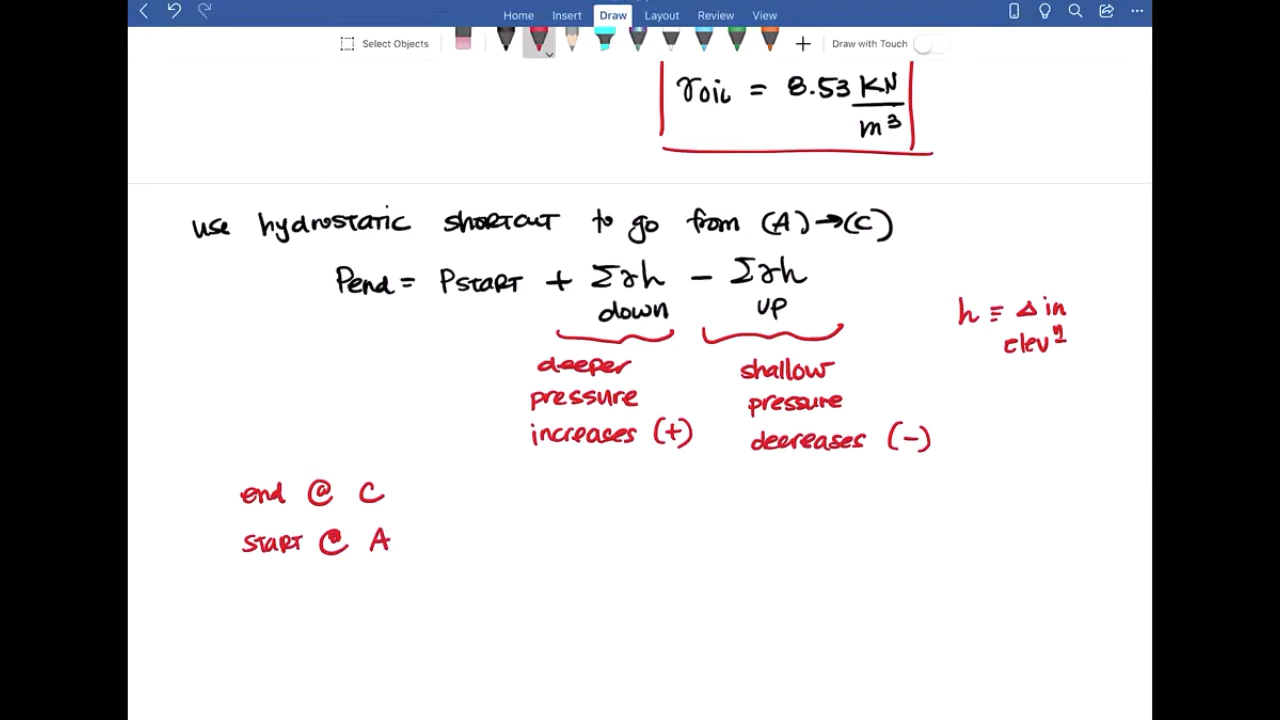 Home Insert Draw Layout Review View
Select Objects
Draw with Touch
γoil = 8.53 KN/m³
use hydrostatic shortcut to go from (A)→(C)
Pend = PSTART + Σγh - Σγh
down up
h ≡ Δ in
elevⁿ
deeper shallow
pressure pressure
increases (+) decreases (-)
end @ C
START @ A